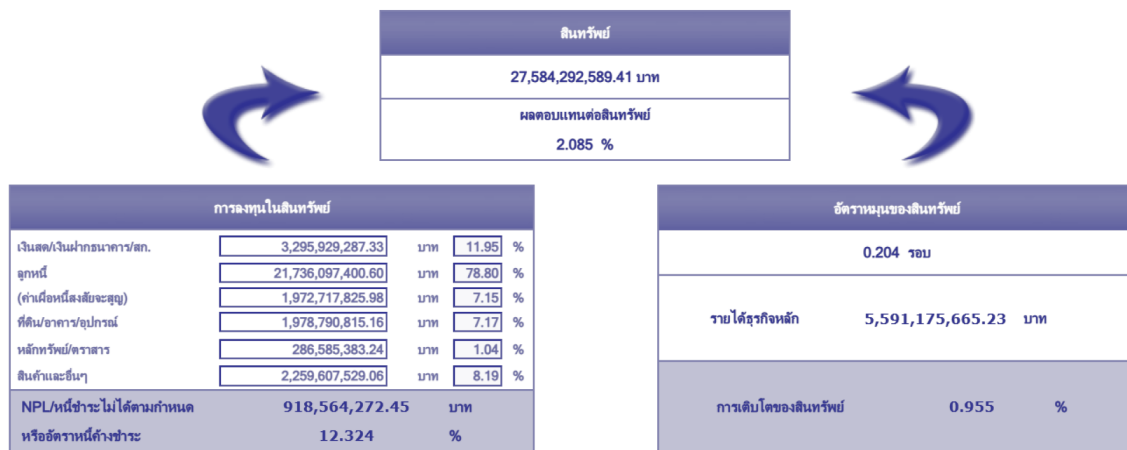 สินทรัพย์
27,584,292,589.41 บาท
ผลตอบแทนต่อสินทรัพย์
2.085 %
การลงทุนในสินทรัพย์
เงินสด/เงินฝากธนาคาร/สก. 3,295,929,287.33 บาท 11.95 %
ลูกหนี้ 21,736,097,400.60 บาท 78.80 %
(ค่าเผื่อหนี้สงสัยจะสูญ) 1,972,717,825.98 บาท 7.15 %
ที่ดิน/อาคาร/อุปกรณ์ 1,978,790,815.16 บาท 7.17 %
หลักทรัพย์/ตราสาร 286,585,383.24 บาท 1.04 %
สินค้าและอื่นๆ 2,259,607,529.06 บาท 8.19 %
NPL/หนี้ชำระไม่ได้ตามกำหนด 918,564,272.45 บาท
หรืออัตราหนี้ค้างชำระ 12.324 %
อัตราหมุนของสินทรัพย์
0.204 รอบ
รายได้ธุรกิจหลัก 5,591,175,665.23 บาท
การเติบโตของสินทรัพย์ 0.955 %